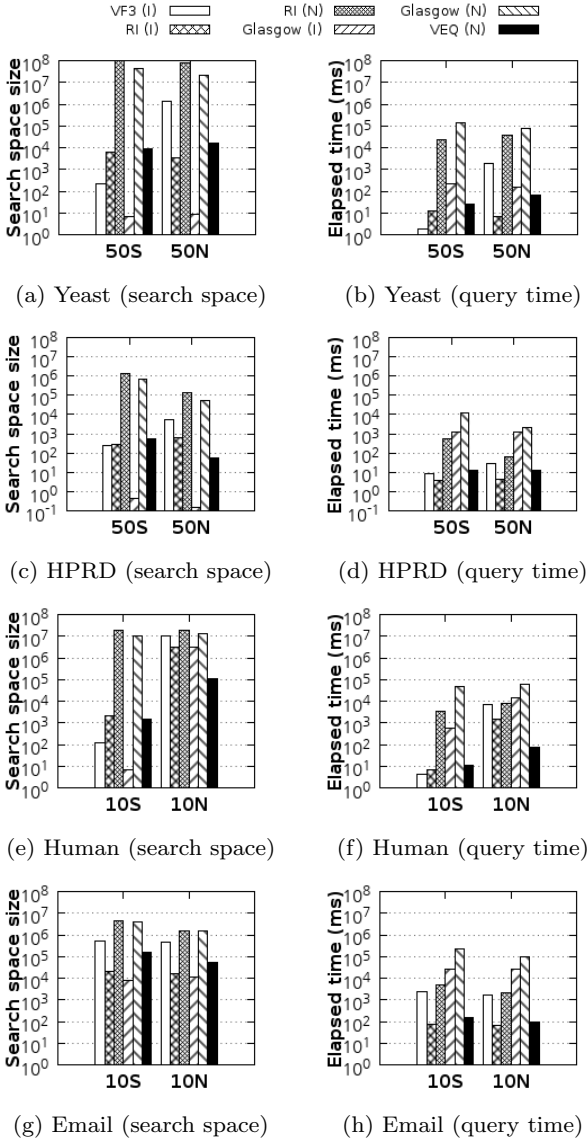 VF3 (I) RI (N) Glasgow (N)
RI (I) Glasgow (I) VEQ (N)
Search space size
10^8
10^7
10^6
10^5
10^4
10^3
10^2
10^1
10^0
50S 50N
(a) Yeast (search space)
Elapsed time (ms)
10^8
10^7
10^6
10^5
10^4
10^3
10^2
10^1
10^0
50S 50N
(b) Yeast (query time)
Search space size
10^8
10^7
10^6
10^5
10^4
10^3
10^2
10^1
10^0
10^-1
50S 50N
(c) HPRD (search space)
Elapsed time (ms)
10^8
10^7
10^6
10^5
10^4
10^3
10^2
10^1
10^0
10^-1
50S 50N
(d) HPRD (query time)
Search space size
10^8
10^7
10^6
10^5
10^4
10^3
10^2
10^1
10^0
10S 10N
(e) Human (search space)
Elapsed time (ms)
10^8
10^7
10^6
10^5
10^4
10^3
10^2
10^1
10^0
10S 10N
(f) Human (query time)
Search space size
10^8
10^7
10^6
10^5
10^4
10^3
10^2
10^1
10^0
10S 10N
(g) Email (search space)
Elapsed time (ms)
10^8
10^7
10^6
10^5
10^4
10^3
10^2
10^1
10^0
10S 10N
(h) Email (query time)